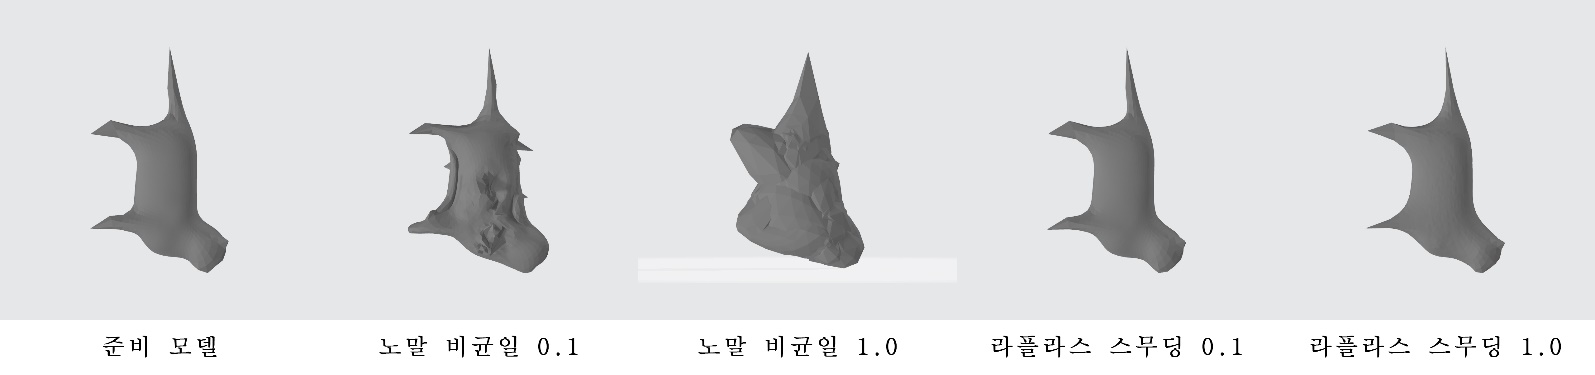 준비 모델
노말 비균일 0.1
노말 비균일 1.0
라플라스 스무딩 0.1
라플라스 스무딩 1.0